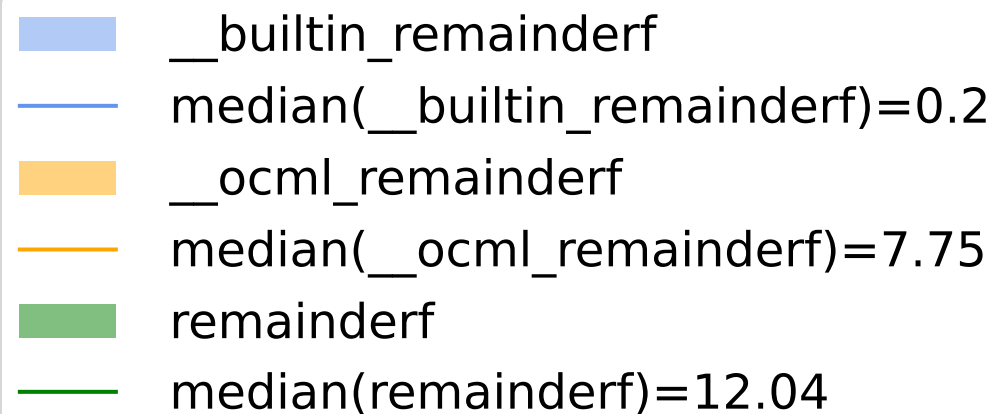 __builtin_remainderf
median(__builtin_remainderf)=0.2
__ocml_remainderf
median(__ocml_remainderf)=7.75
remainderf
median(remainderf)=12.04